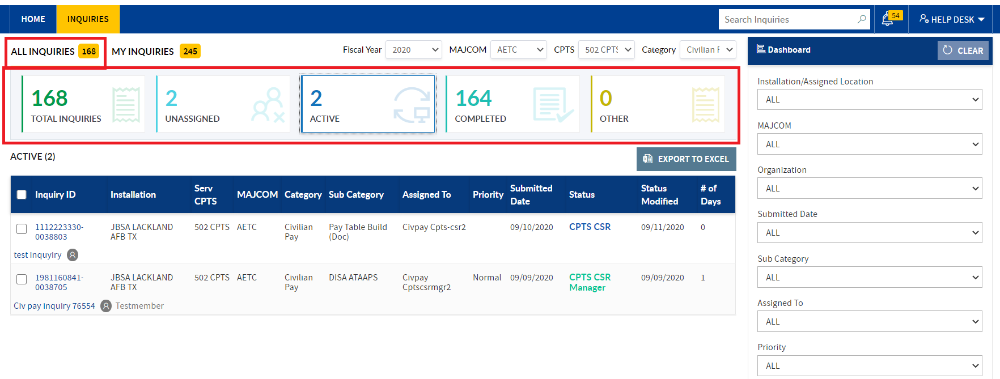 HOME
INQUIRIES
Search Inquiries
54
HELP DESK
ALL INQUIRIES 168
MY INQUIRIES 245
Fiscal Year 2020
MAJCOM AETC
CPTS 502 CPTS
Category Civilian F
168
TOTAL INQUIRIES
2
UNASSIGNED
2
ACTIVE
164
COMPLETED
0
OTHER
ACTIVE (2)
EXPORT TO EXCEL
Inquiry ID
Installation
Serv
CPTS
MAJCOM
Category
Sub Category
Assigned To
Priority
Submitted
Date
Status
Status
Modified
# of
Days
1112223330-
0038803
JBSA LACKLAND
AFB TX
502 CPTS
AETC
Civilian
Pay
Pay Table Build
(Doc)
Civpay Cpts-csr2
09/10/2020
CPTS CSR
09/11/2020
0
test inquyiry
1981160841-
0038705
JBSA LACKLAND
AFB TX
502 CPTS
AETC
Civilian
Pay
DISA ATAAPS
Civpay
Cptscsrmgr2
Normal
09/09/2020
CPTS CSR
Manager
09/09/2020
1
Civ pay inquiry 76554
Testmember
Dashboard
CLEAR
Installation/Assigned Location
ALL
MAJCOM
ALL
Organization
ALL
Submitted Date
ALL
Sub Category
ALL
Assigned To
ALL
Priority
ALL